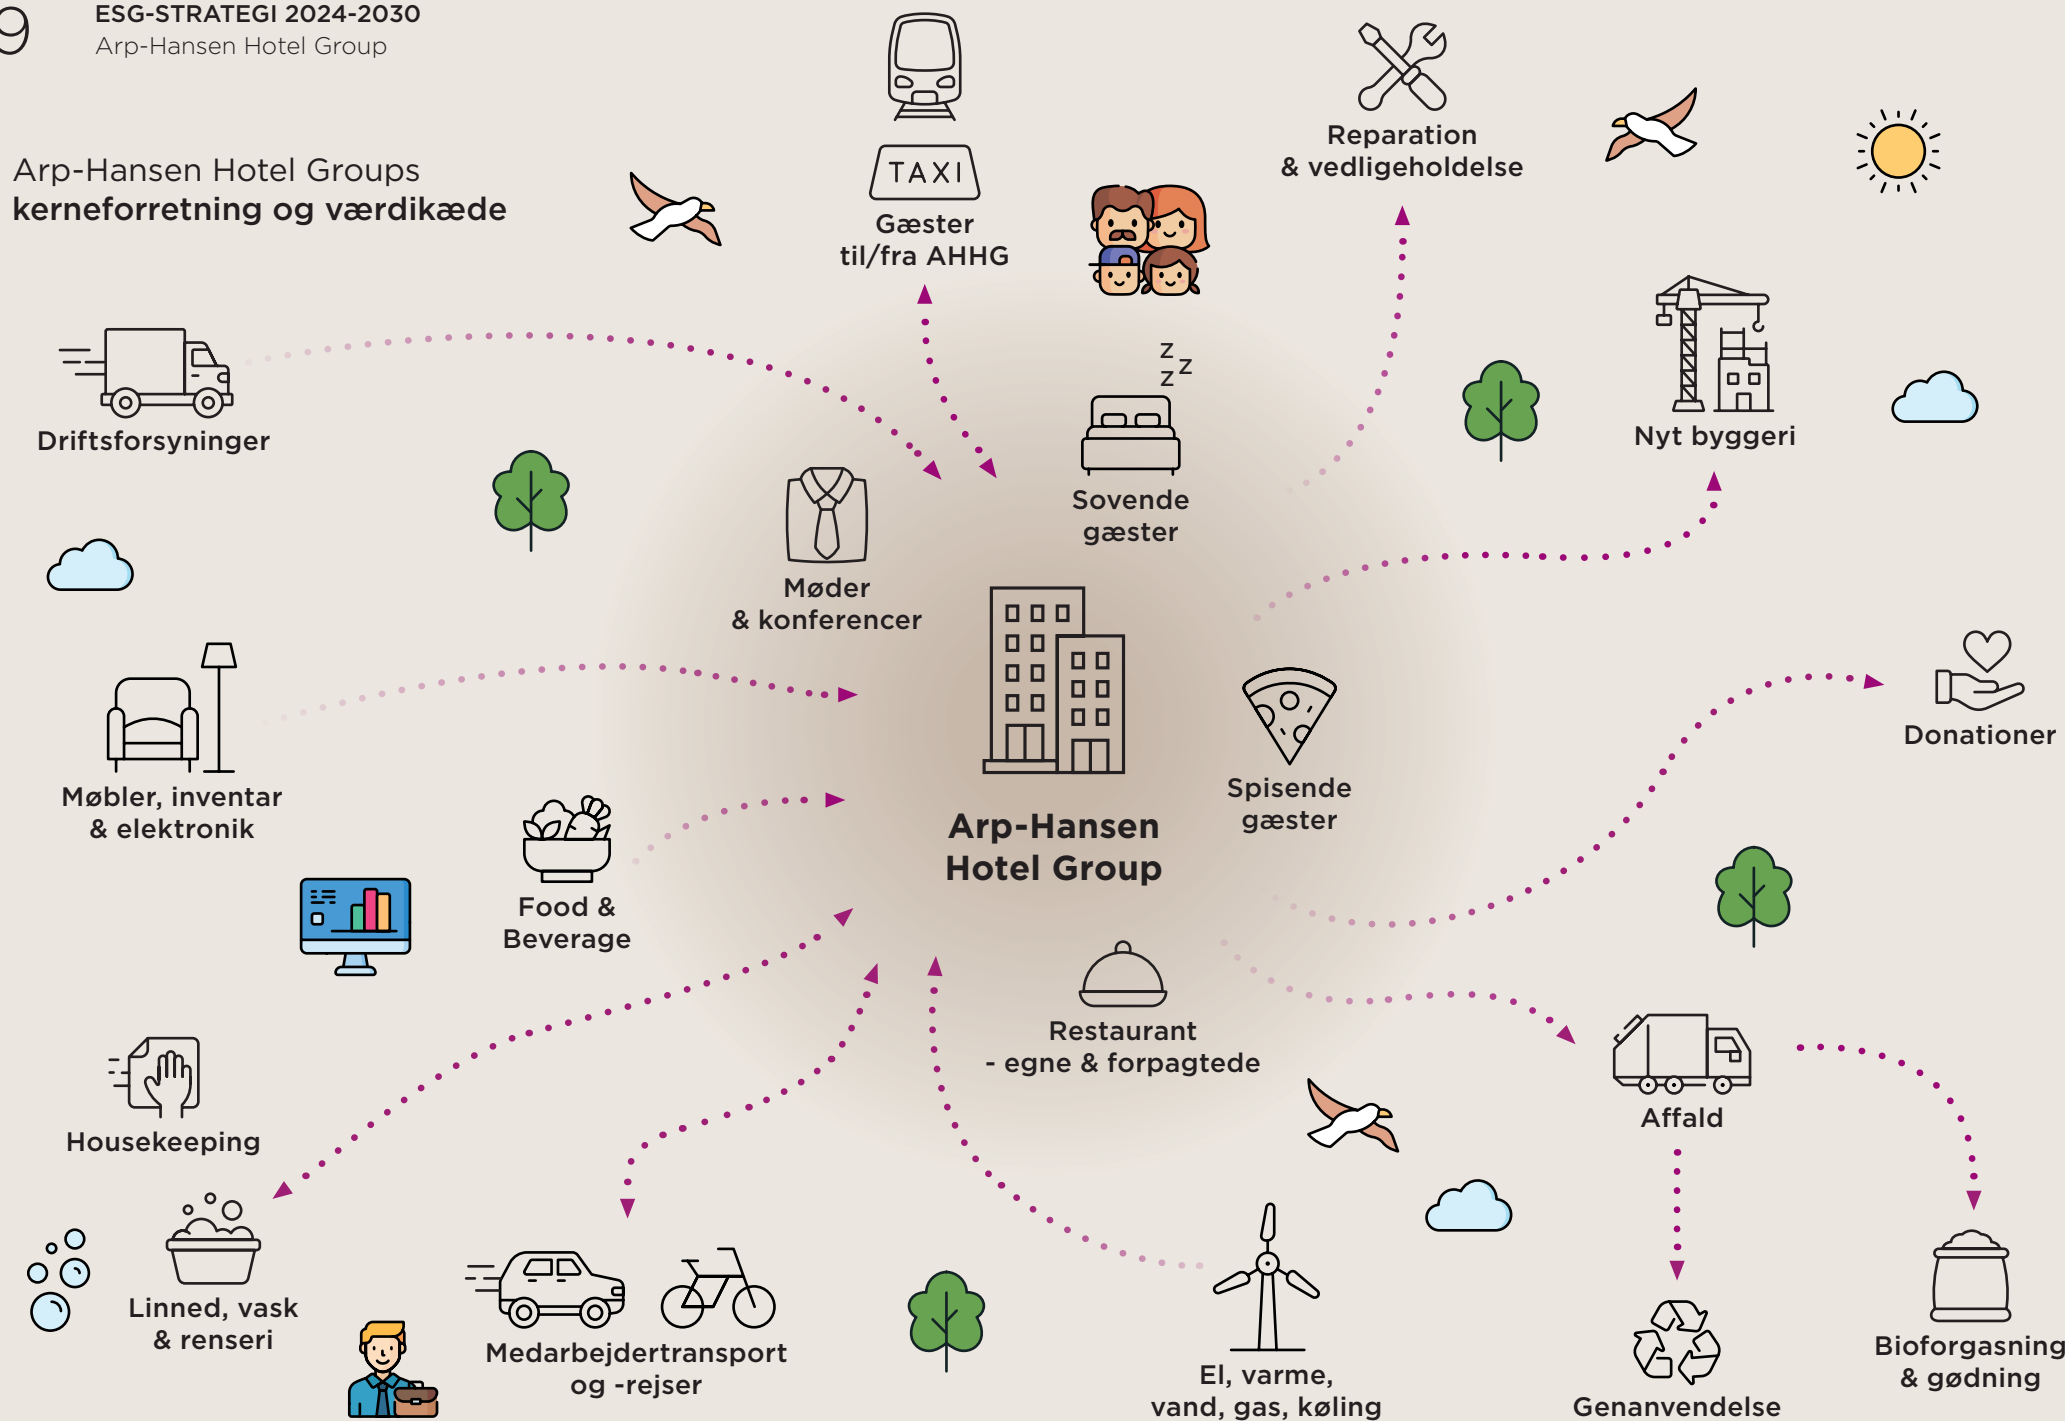 9
ESG-STRATEGI 2024-2030
Arp-Hansen Hotel Group
Arp-Hansen Hotel Groups
kerneforretning og værdikæde
TAXI
Gæster
til/fra AHHG
Reparation
& vedligeholdelse
Driftsforsyninger
z
z
z
Sovende
gæster
Nyt byggeri
Møder
& konferencer
Møbler, inventar
& elektronik
Food &
Beverage
Arp-Hansen
Hotel Group
Spisende
gæster
Donationer
Restaurant
- egne & forpagtede
Housekeeping
Affald
Linned, vask
& renseri
Medarbejdertransport
og -rejser
El, varme,
vand, gas, køling
Genanvendelse
Bioforgasning
& gødning